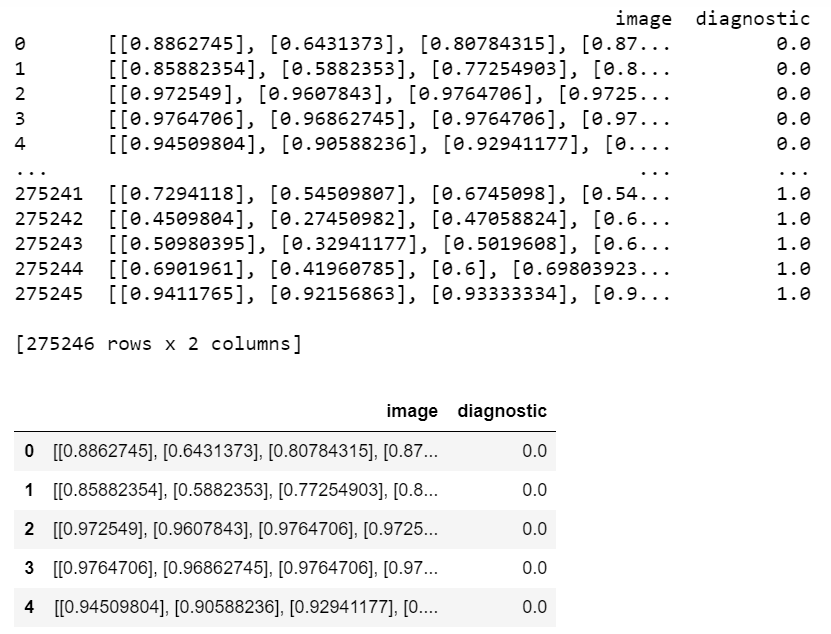 image diagnostic
0 [[0.8862745], [0.6431373], [0.80784315], [0.87... 0.0
1 [[0.85882354], [0.5882353], [0.77254903], [0.8... 0.0
2 [[0.972549], [0.9607843], [0.9764706], [0.9725... 0.0
3 [[0.9764706], [0.96862745], [0.9764706], [0.97... 0.0
4 [[0.94509804], [0.90588236], [0.92941177], [0.... 0.0
... ... ...
275241 [[0.7294118], [0.54509807], [0.6745098], [0.54... 1.0
275242 [[0.4509804], [0.27450982], [0.47058824], [0.6... 1.0
275243 [[0.50980395], [0.32941177], [0.5019608], [0.6... 1.0
275244 [[0.6901961], [0.41960785], [0.6], [0.69803923... 1.0
275245 [[0.9411765], [0.92156863], [0.93333334], [0.9... 1.0
[275246 rows x 2 columns]
image diagnostic
0 [[0.8862745], [0.6431373], [0.80784315], [0.87... 0.0
1 [[0.85882354], [0.5882353], [0.77254903], [0.8... 0.0
2 [[0.972549], [0.9607843], [0.9764706], [0.9725... 0.0
3 [[0.9764706], [0.96862745], [0.9764706], [0.97... 0.0
4 [[0.94509804], [0.90588236], [0.92941177], [0.... 0.0